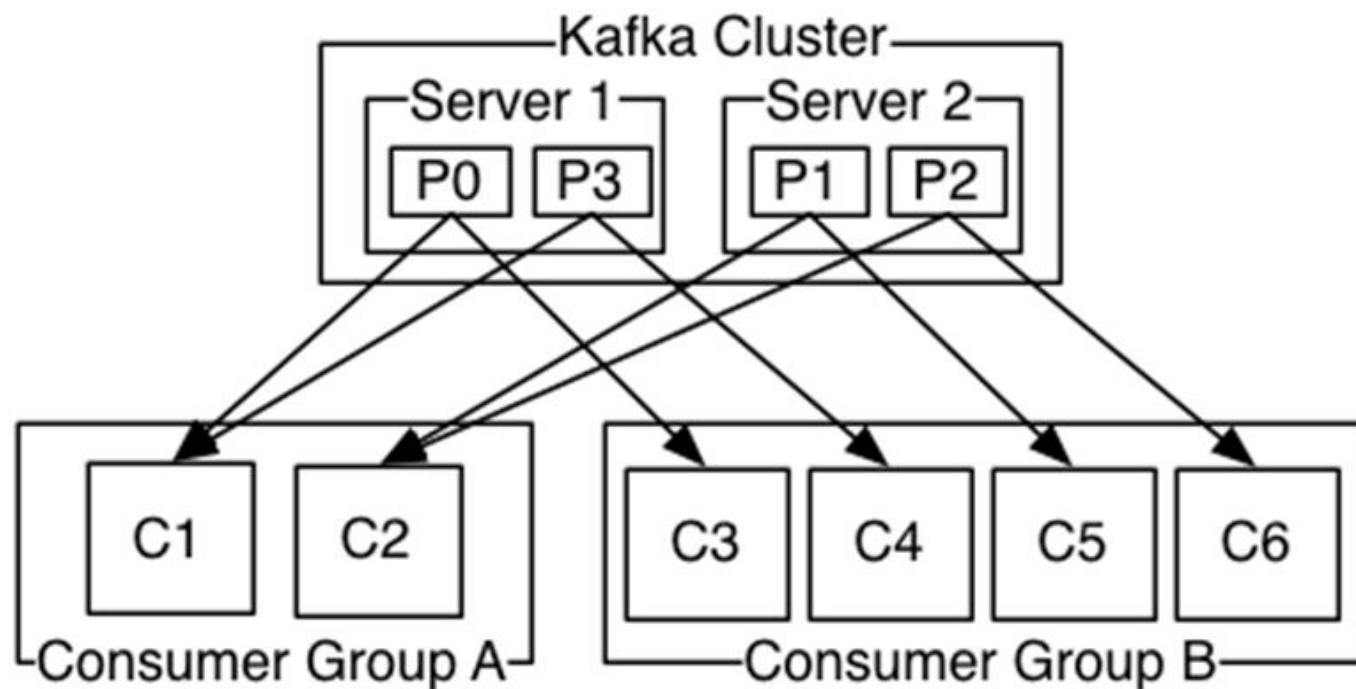 Kafka Cluster
Server 1 Server 2
P0 P3 P1 P2
C1 C2 C3 C4 C5 C6
Consumer Group A Consumer Group B